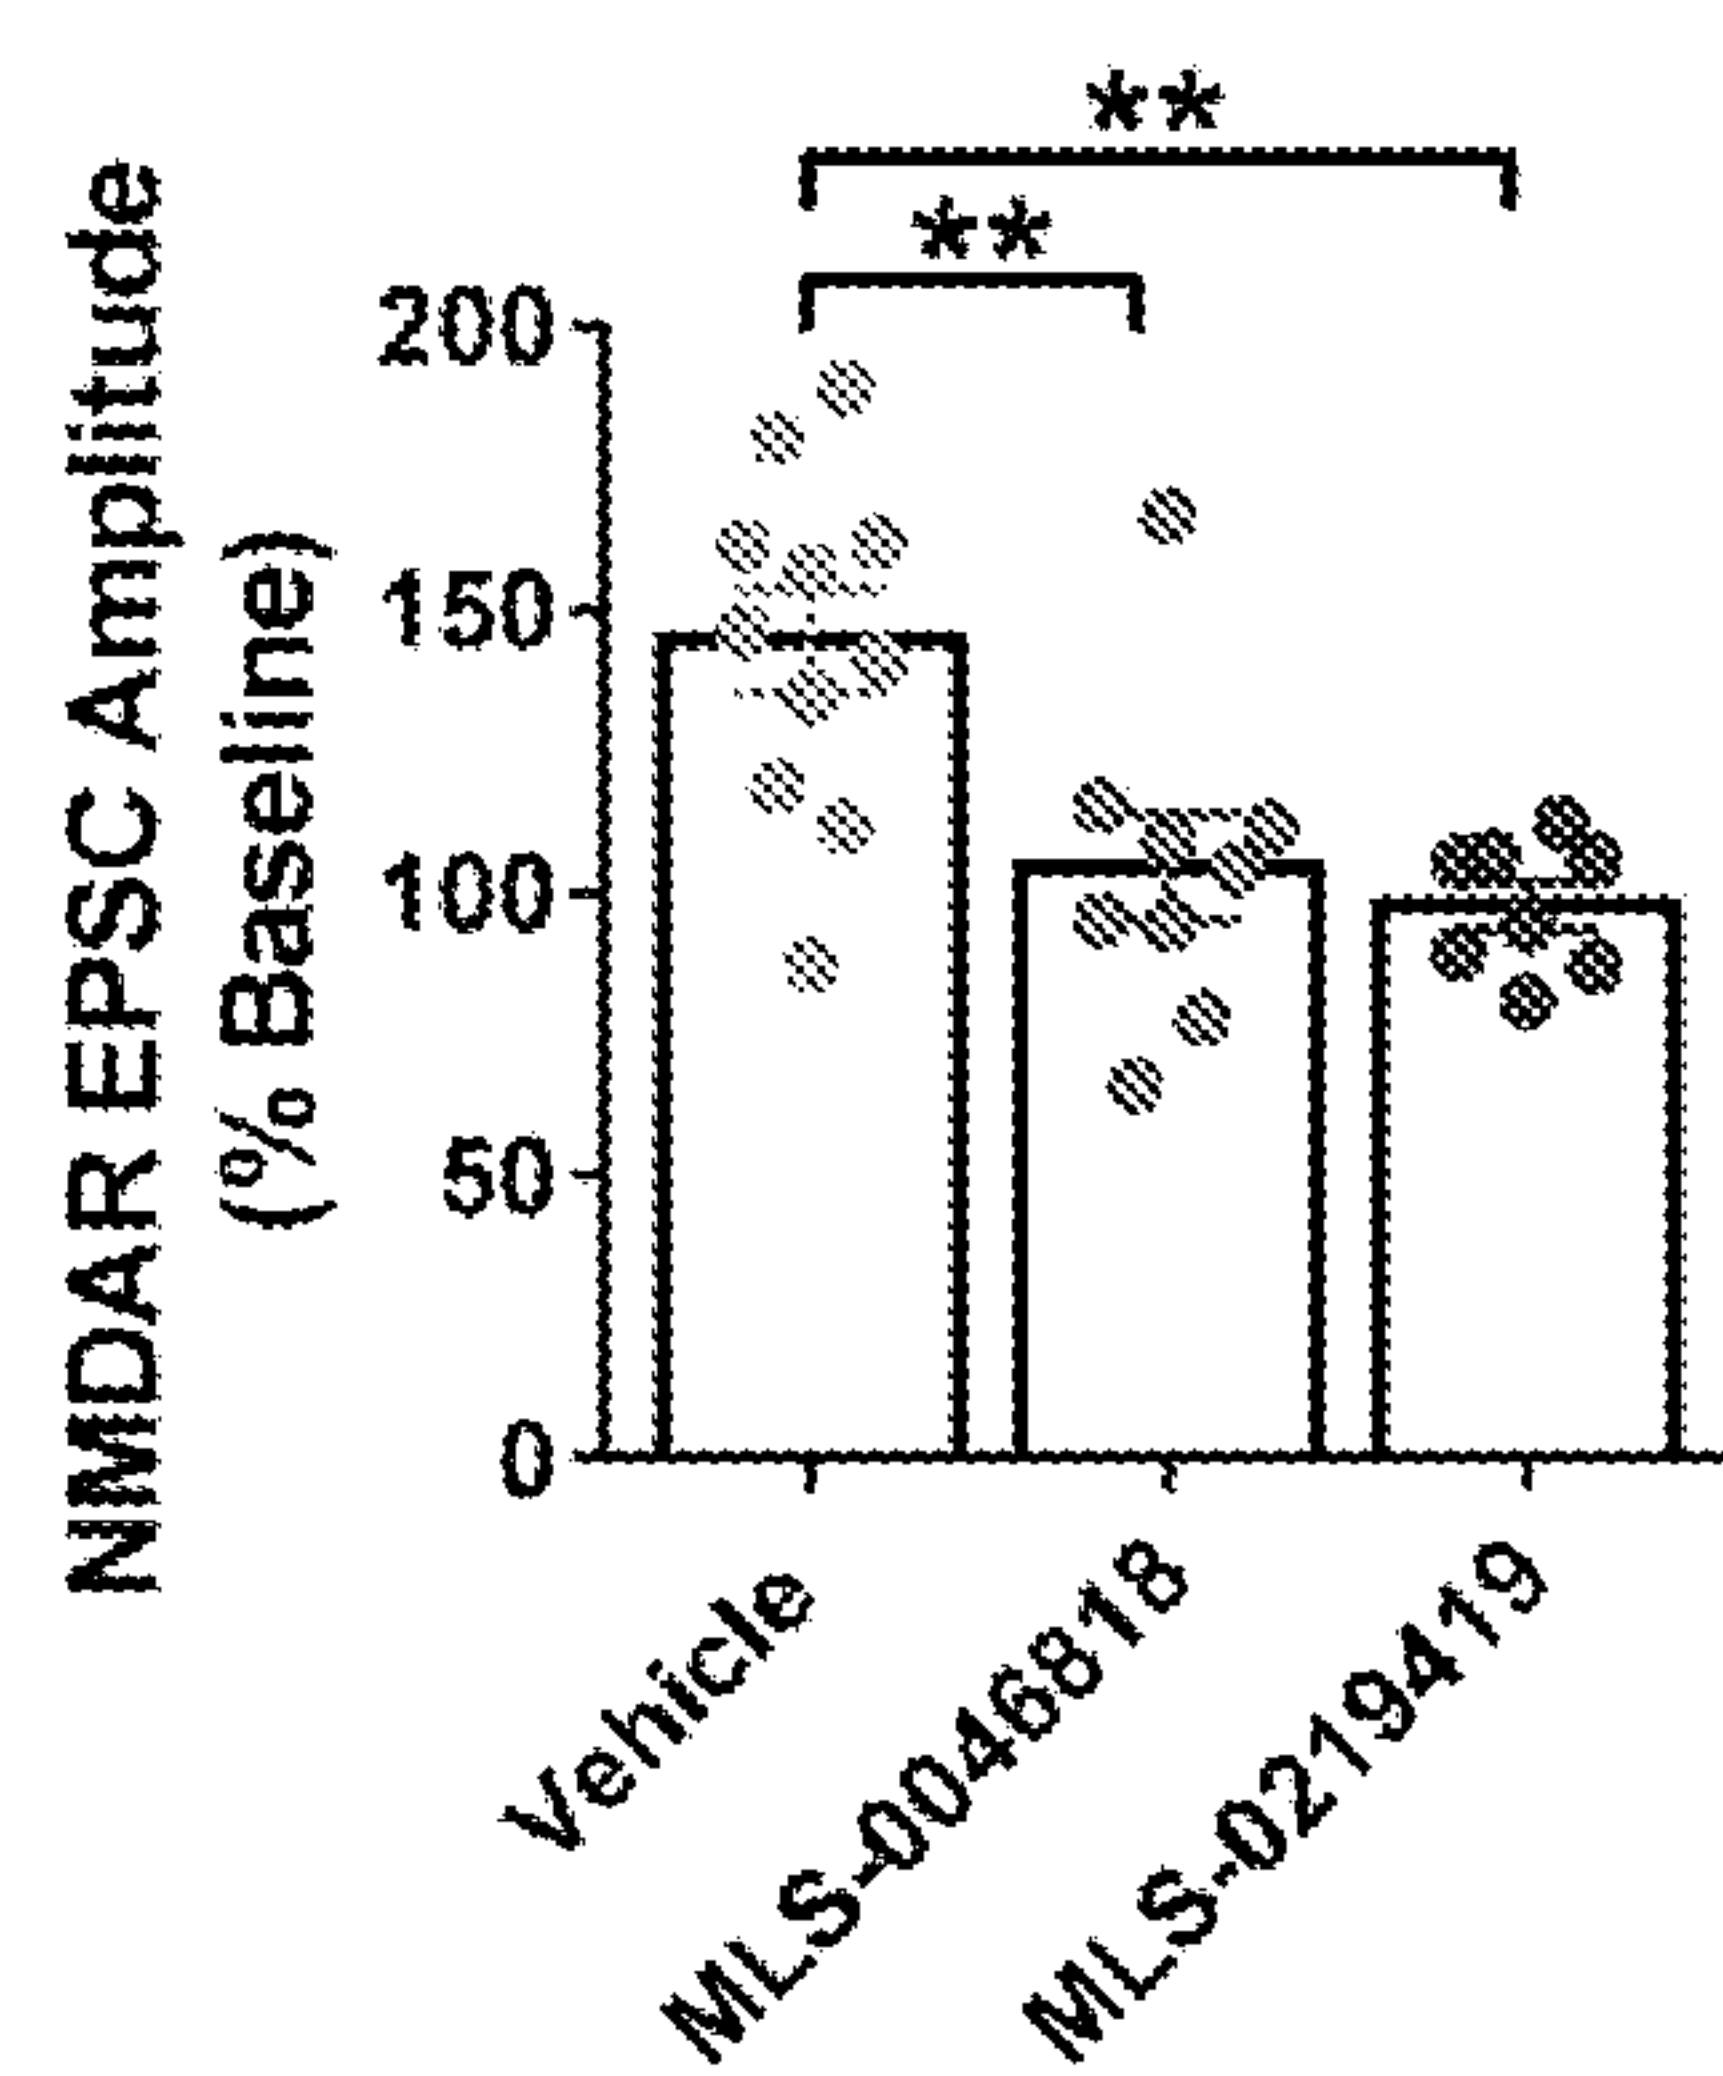 NMDAR EPSC Amplitude
(% Baseline)
**
**
200
150
100
50
0
Vehicle
MLS-0046818
MLS-0219419